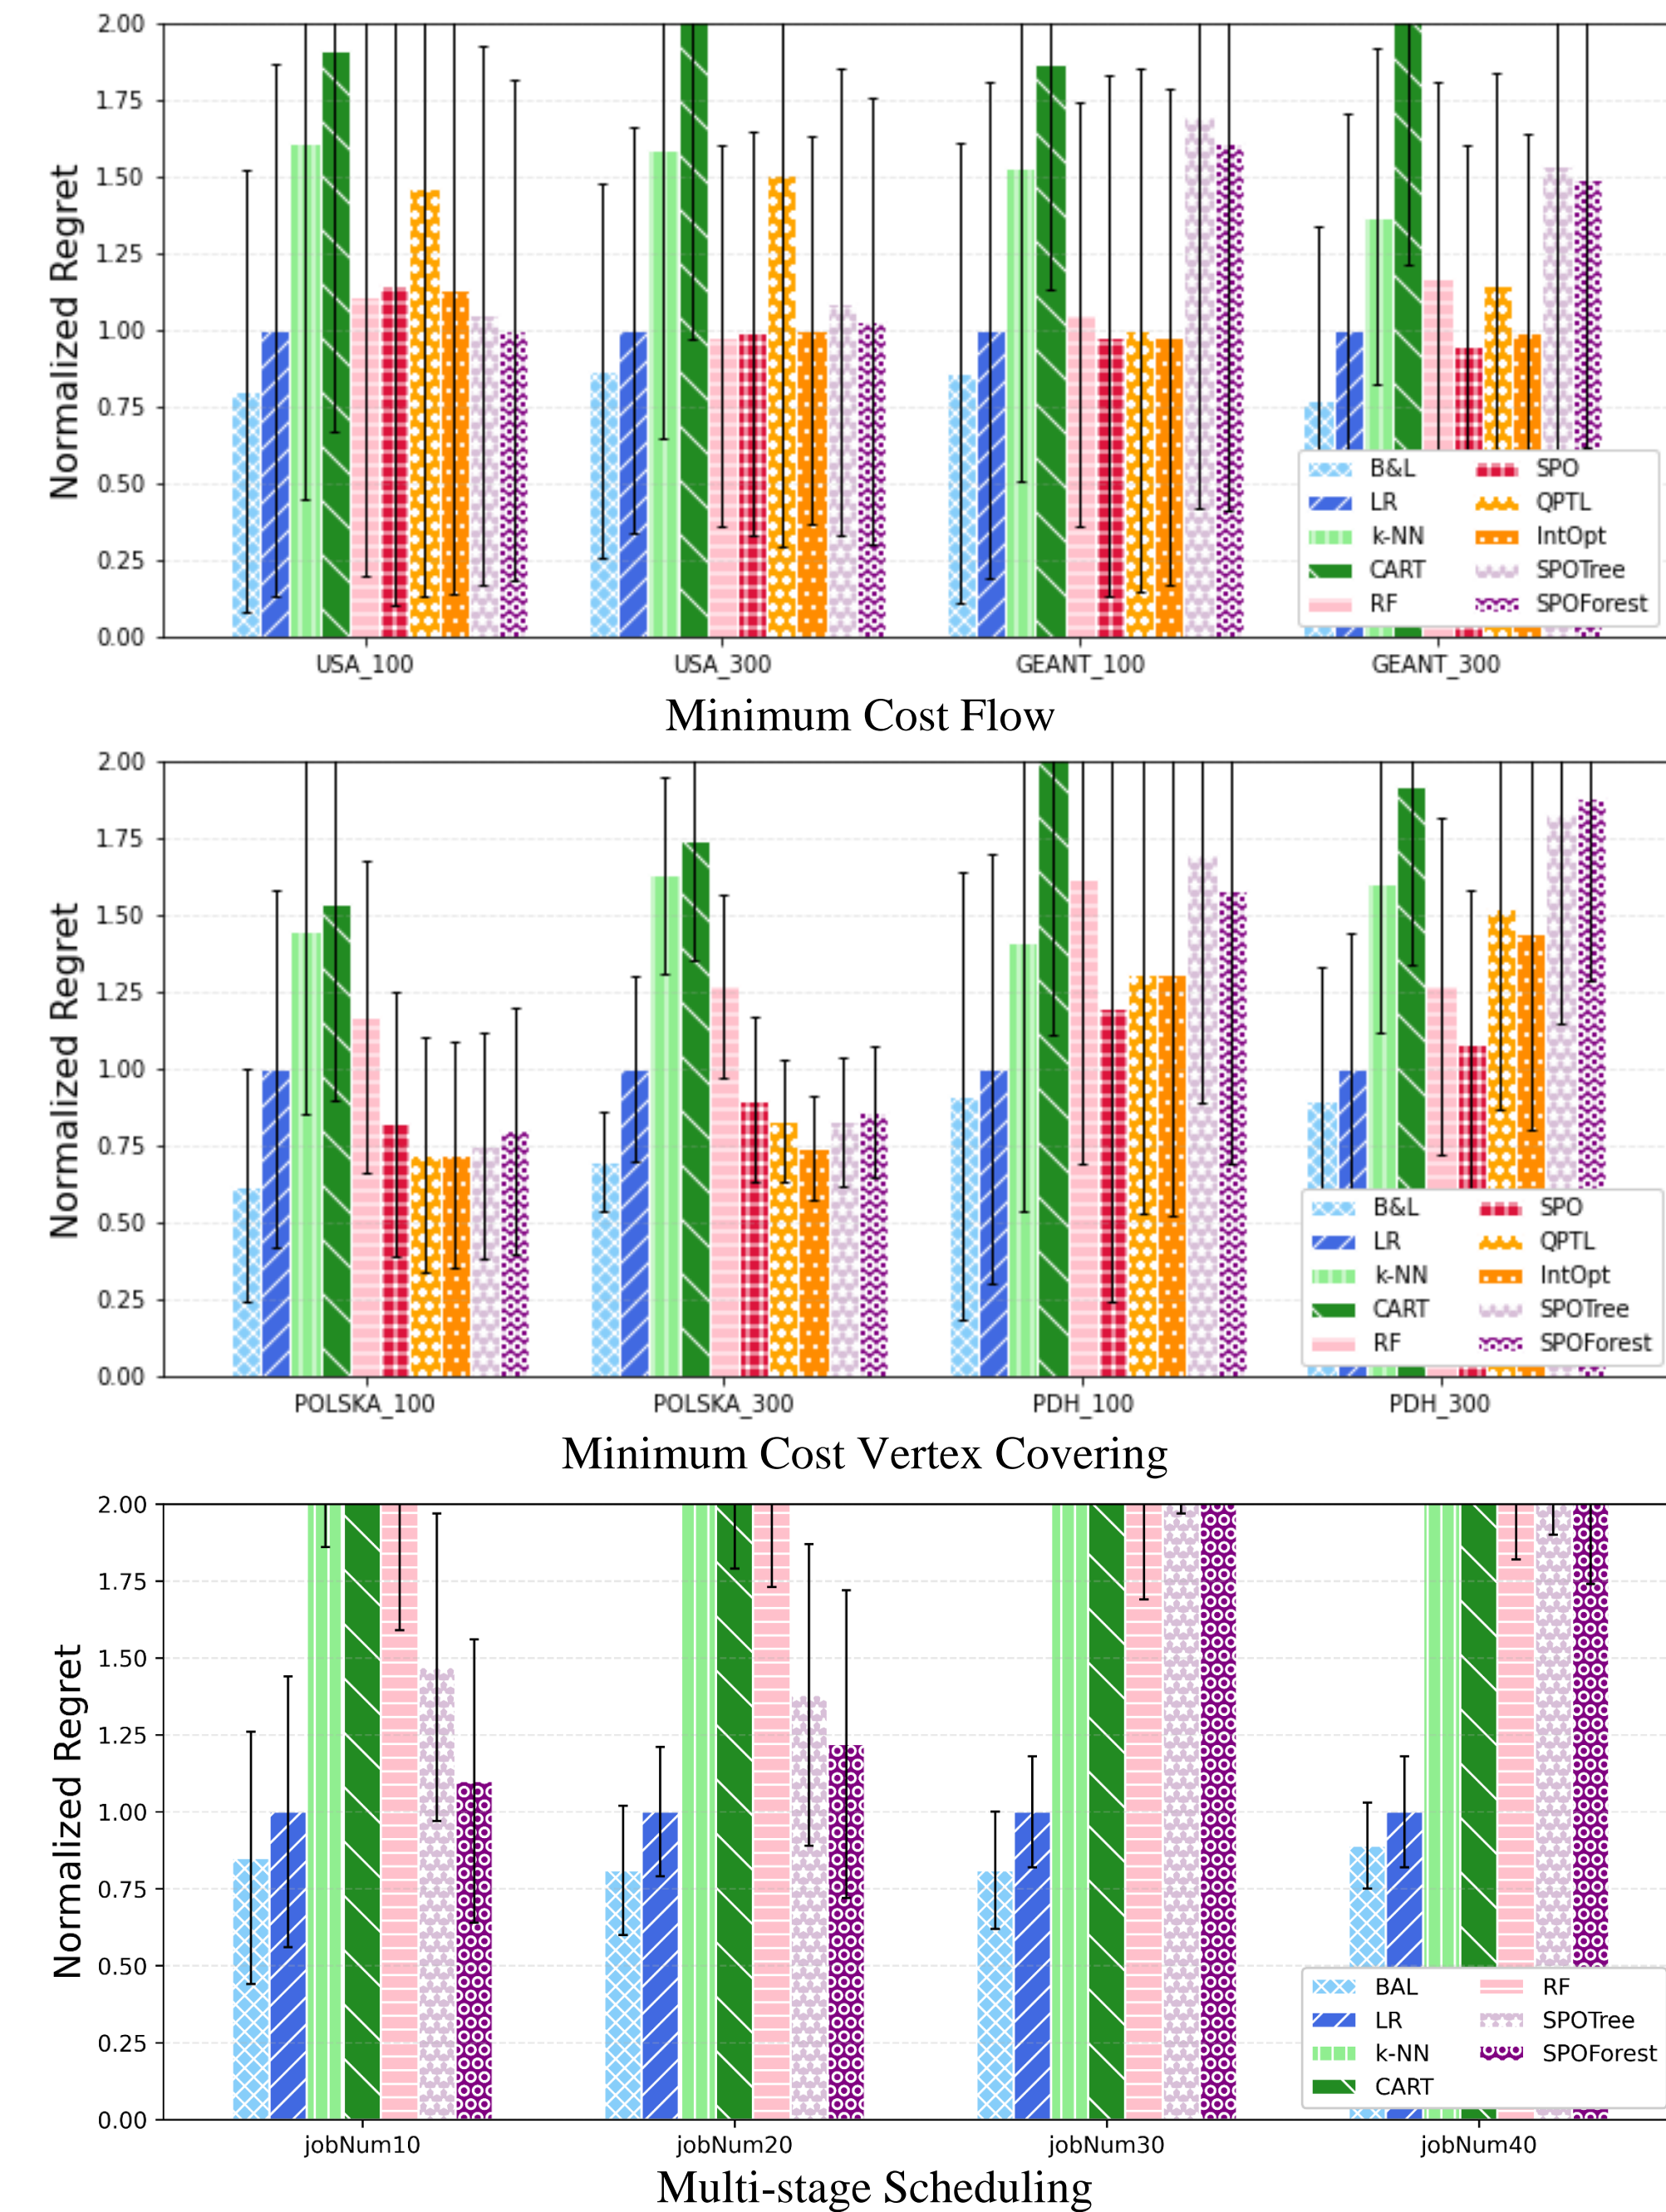 Normalized Regret
2.00
1.75
1.50
1.25
1.00
0.75
0.50
0.25
0.00
B&L SPO
LR QPTL
k-NN IntOpt
CART SPOTree
RF SPOForest
USA_100 USA_300 GEANT_100 GEANT_300
Minimum Cost Flow
Normalized Regret
2.00
1.75
1.50
1.25
1.00
0.75
0.50
0.25
0.00
B&L SPO
LR QPTL
k-NN IntOpt
CART SPOTree
RF SPOForest
POLSKA_100 POLSKA_300 PDH_100 PDH_300
Minimum Cost Vertex Covering
Normalized Regret
2.00
1.75
1.50
1.25
1.00
0.75
0.50
0.25
0.00
BAL RF
LR SPOTree
k-NN SPOForest
CART
jobNum10 jobNum20 jobNum30 jobNum40
Multi-stage Scheduling